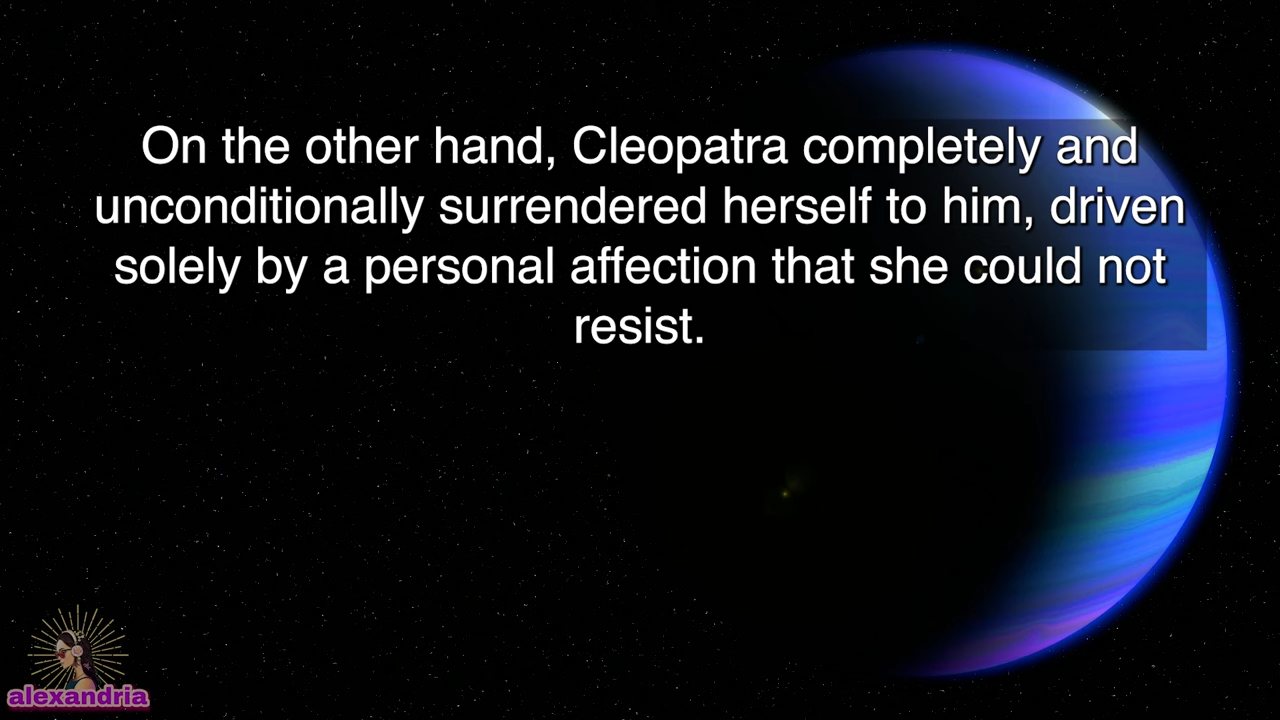 On the other hand, Cleopatra completely and
unconditionally surrendered herself to him, driven
solely by a personal affection that she could not
resist.
alexandria